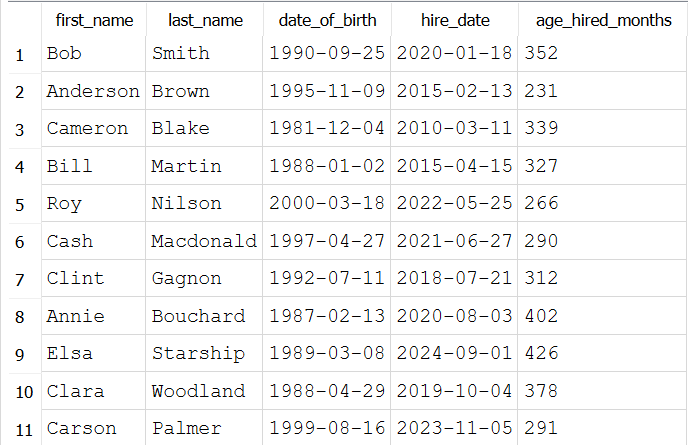 first_name last_name date_of_birth hire_date age_hired_months
1 Bob Smith 1990-09-25 2020-01-18 352
2 Anderson Brown 1995-11-09 2015-02-13 231
3 Cameron Blake 1981-12-04 2010-03-11 339
4 Bill Martin 1988-01-02 2015-04-15 327
5 Roy Nilson 2000-03-18 2022-05-25 266
6 Cash Macdonald 1997-04-27 2021-06-27 290
7 Clint Gagnon 1992-07-11 2018-07-21 312
8 Annie Bouchard 1987-02-13 2020-08-03 402
9 Elsa Starship 1989-03-08 2024-09-01 426
10 Clara Woodland 1988-04-29 2019-10-04 378
11 Carson Palmer 1999-08-16 2023-11-05 291